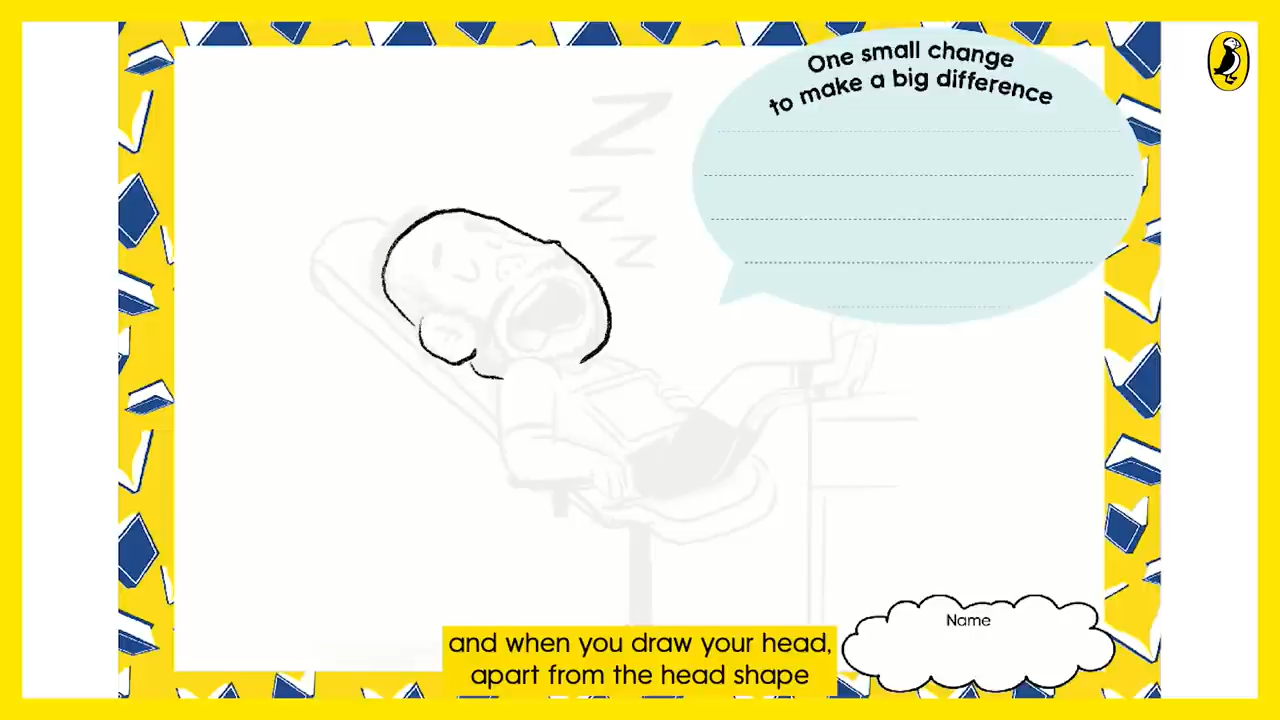 One small change
to make a big difference
Z
Z
Z
Name
and when you draw your head,
apart from the head shape